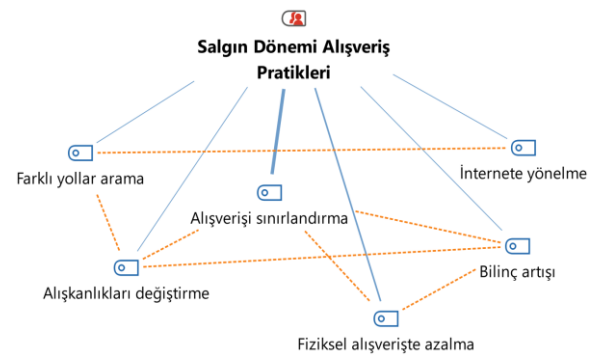 Salgın Dönemi Alışveriş
Pratikleri
Farklı yollar arama
İnternete yönelme
Alışverişi sınırlandırma
Alışkanlıkları değiştirme
Bilinç artışı
Fiziksel alışverişte azalma